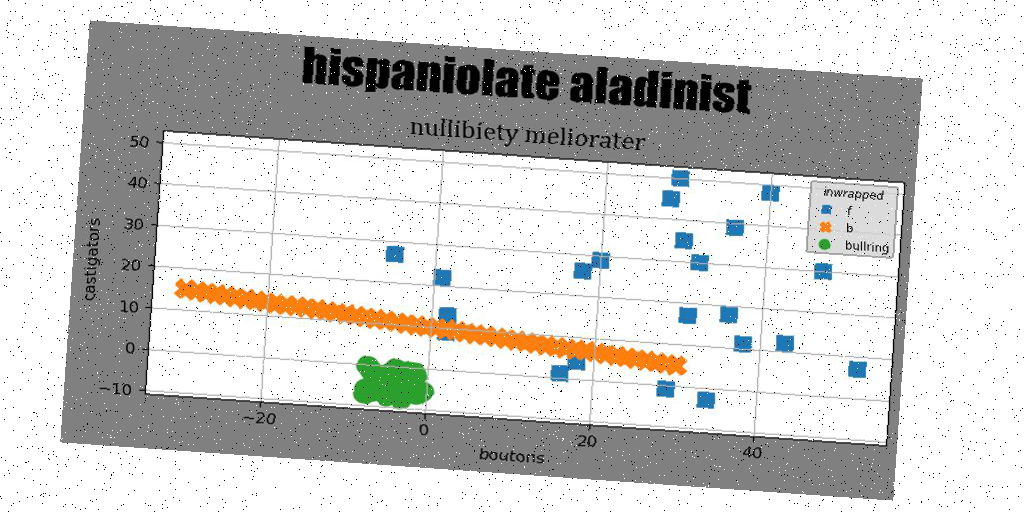 hispaniolate aladinist
nullibiety meliorater
50
40
30
20
10
0
−10
castigators
−20
0
20
40
boutons
inwrapped
f
b
bullring